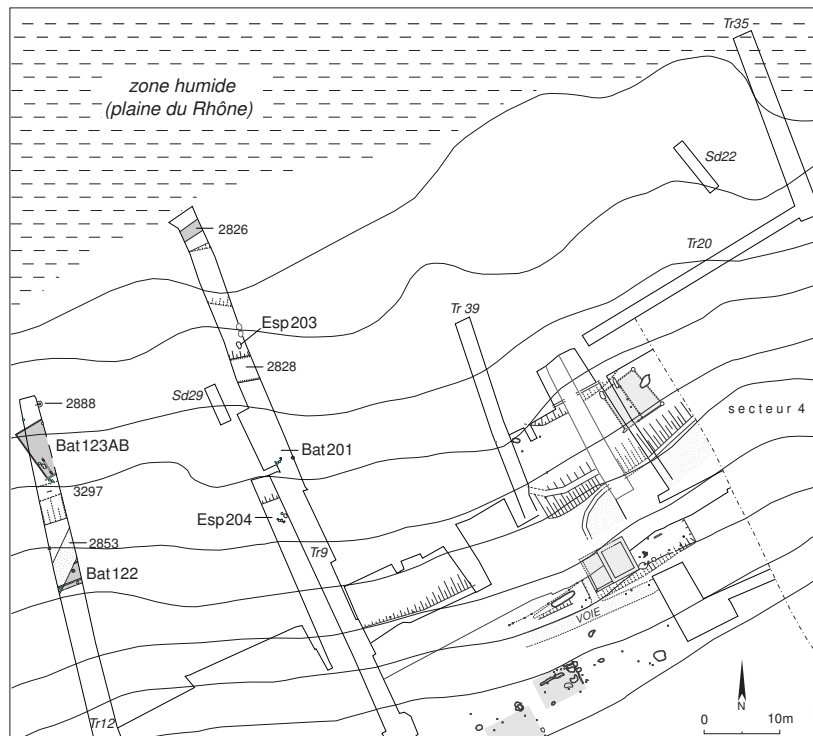 Tr35
zone humide
(plaine du Rhône)
Sd22
2826
Tr20
Tr 39
Esp203
2828
Sd29
2888
secteur 4
Bat123AB
Bat201
3297
Esp204
2853
Tr9
Bat122
VOIE
Tr12
N
0 10m